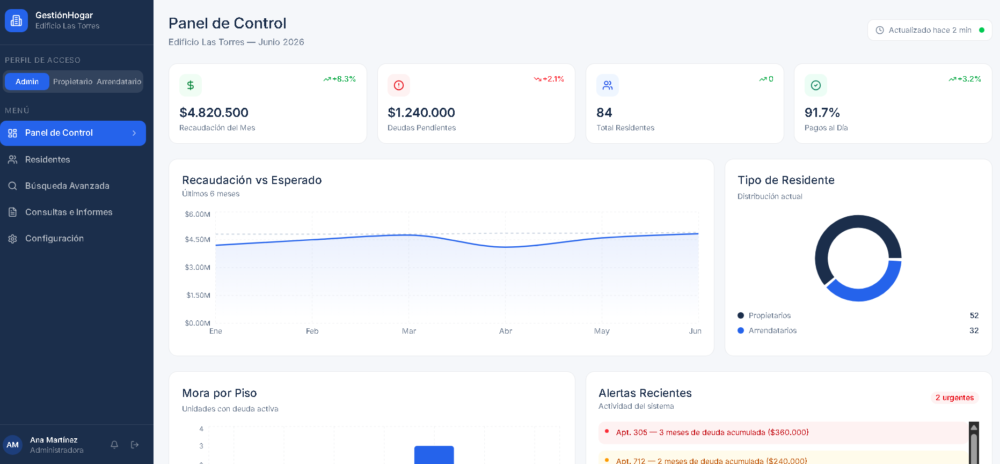 GestiónHogar
Edificio Las Torres
PERFIL DE ACCESO
Admin Propietario Arrendatario
MENÚ
Panel de Control
Residentes
Búsqueda Avanzada
Consultas e Informes
Configuración
AM
Ana Martínez
Administradora
Panel de Control
Edificio Las Torres — Junio 2026
Actualizado hace 2 min
+8.3%
$4.820.500
Recaudación del Mes
+2.1%
$1.240.000
Deudas Pendientes
0
84
Total Residentes
+3.2%
91.7%
Pagos al Día
Recaudación vs Esperado
Últimos 6 meses
$6.00M
$4.50M
$3.00M
$1.50M
$0.00M
Ene Feb Mar Abr May Jun
Tipo de Residente
Distribución actual
Propietarios 52
Arrendatarios 32
Mora por Piso
Unidades con deuda activa
4
3
Alertas Recientes
Actividad del sistema
2 urgentes
Apt. 305 — 3 meses de deuda acumulada ($360.000)
Apt. 712 — 2 meses de deuda acumulada ($240.000)